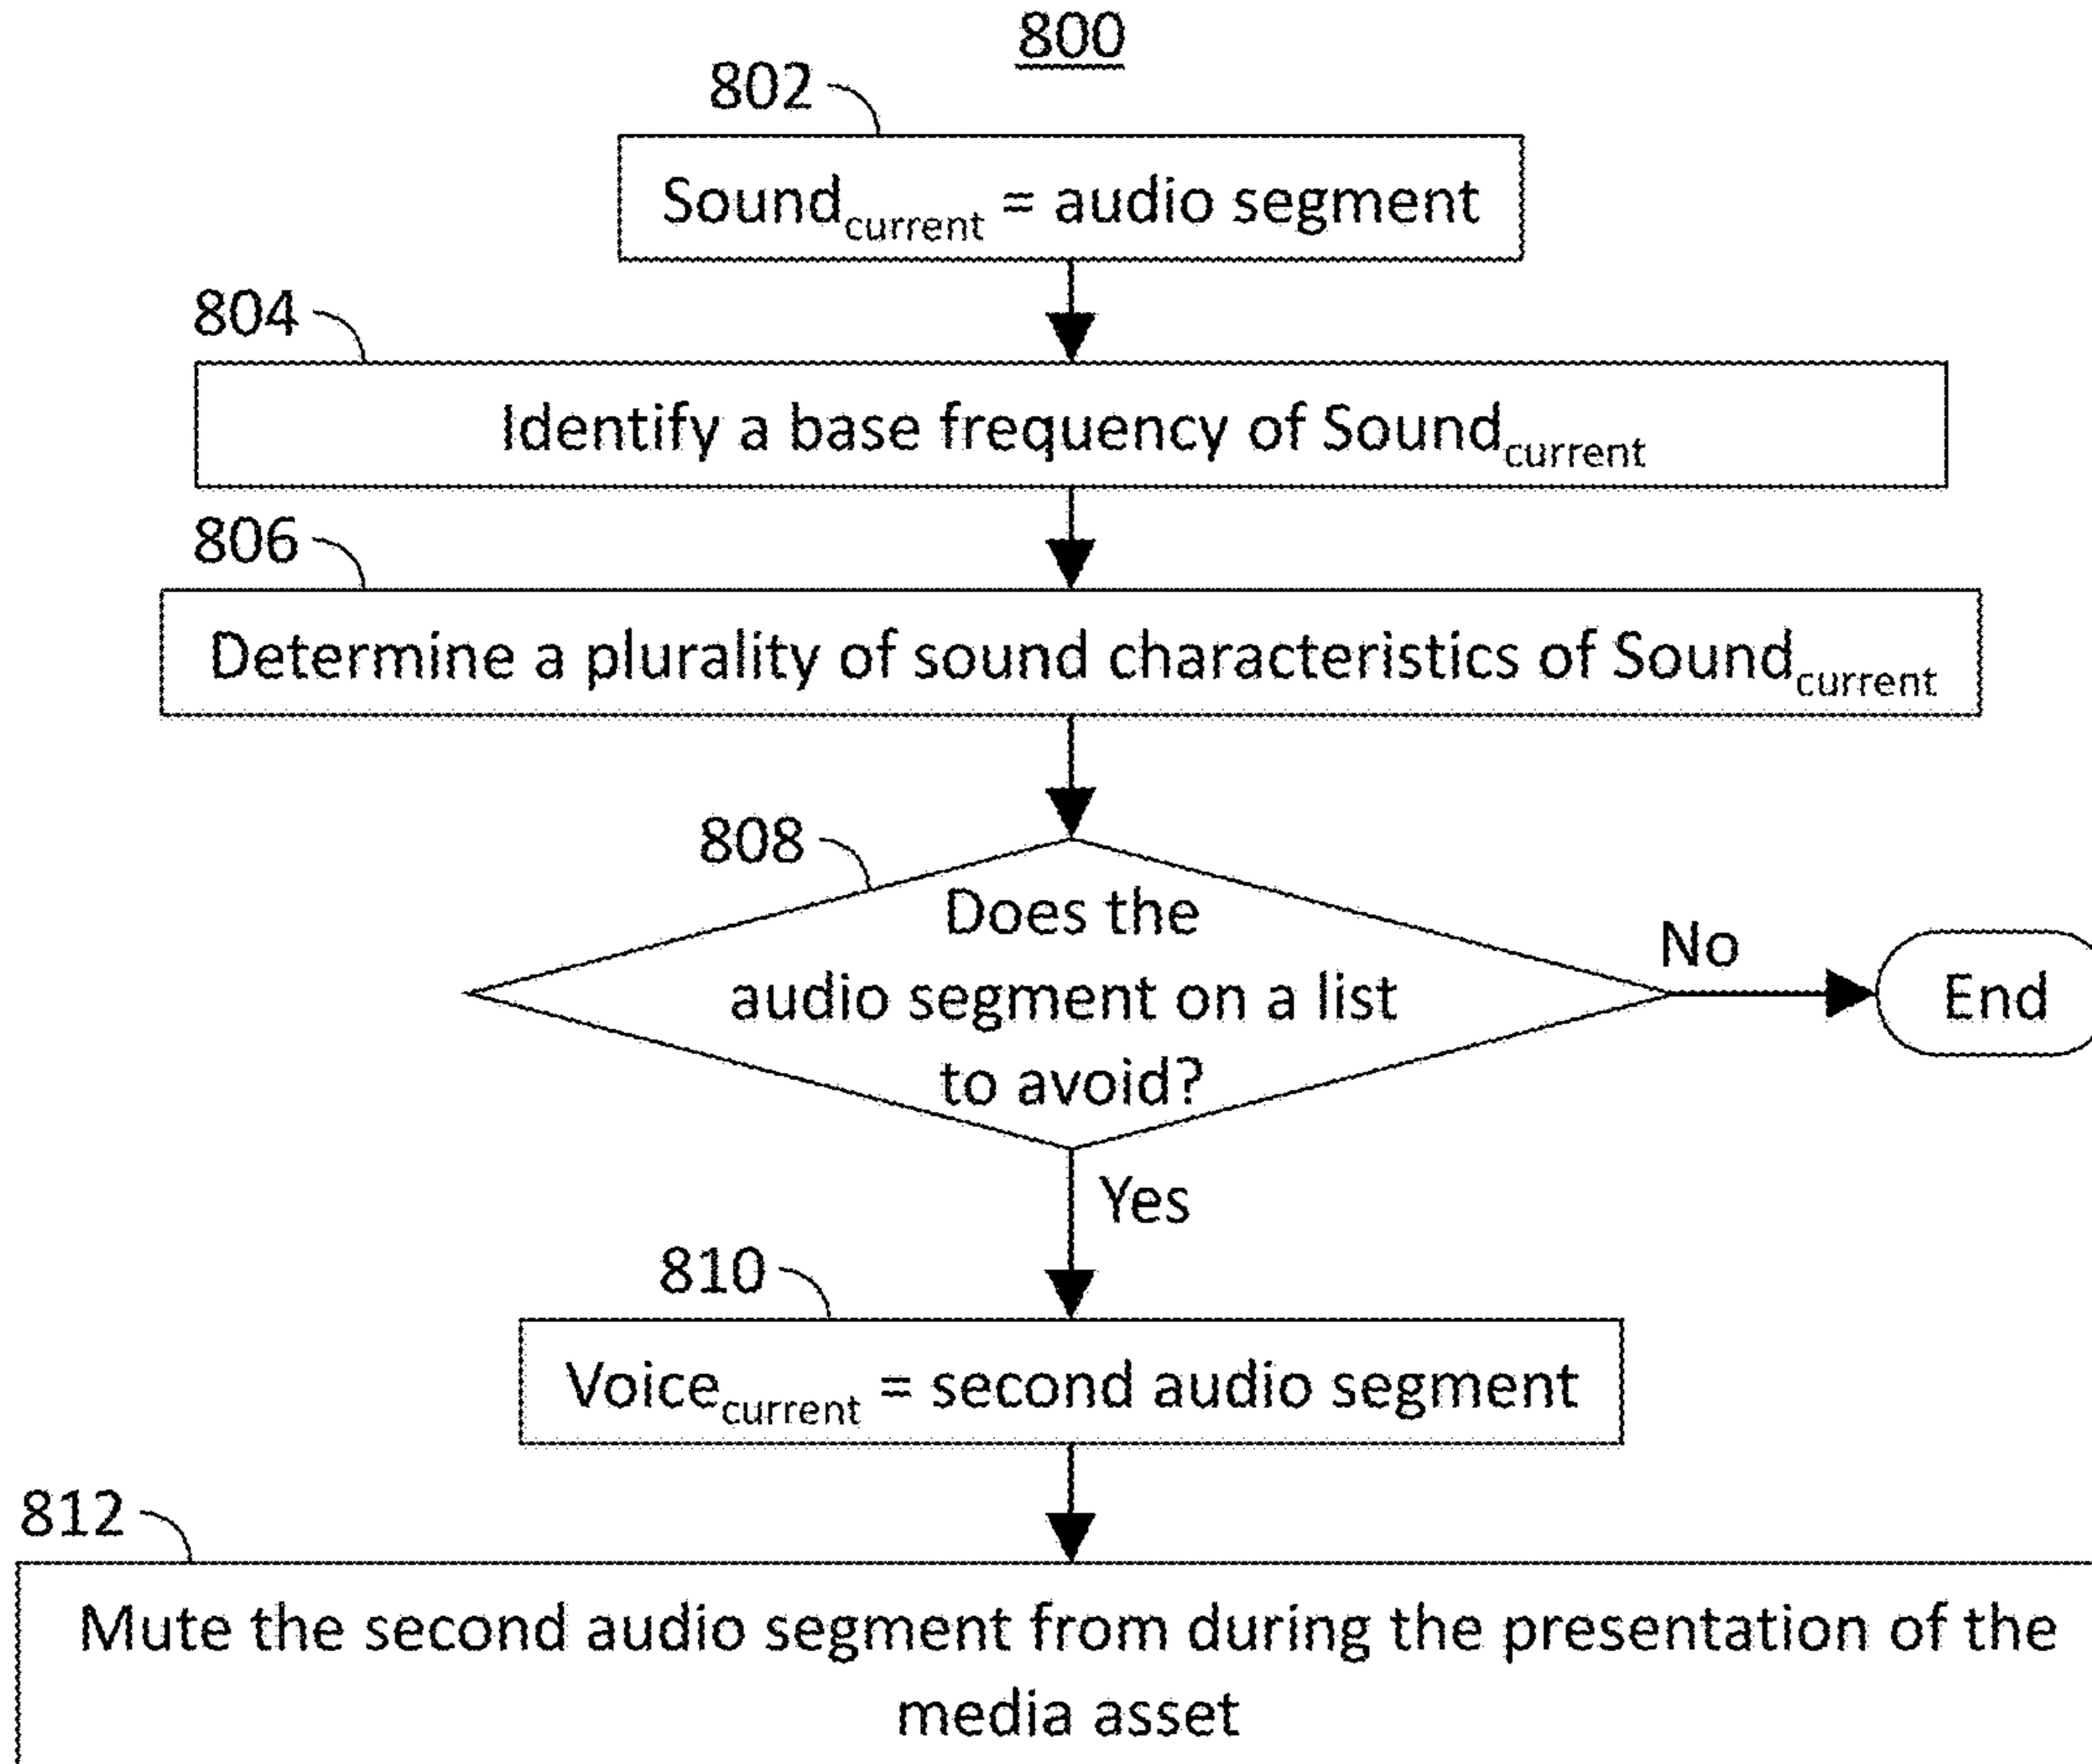 800
802
Sound_current = audio segment
804
Identify a base frequency of Sound_current
806
Determine a plurality of sound characteristics of Sound_current
808
Does the
audio segment on a list
to avoid?
No
End
Yes
810
Voice_current = second audio segment
812
Mute the second audio segment from during the presentation of the
media asset